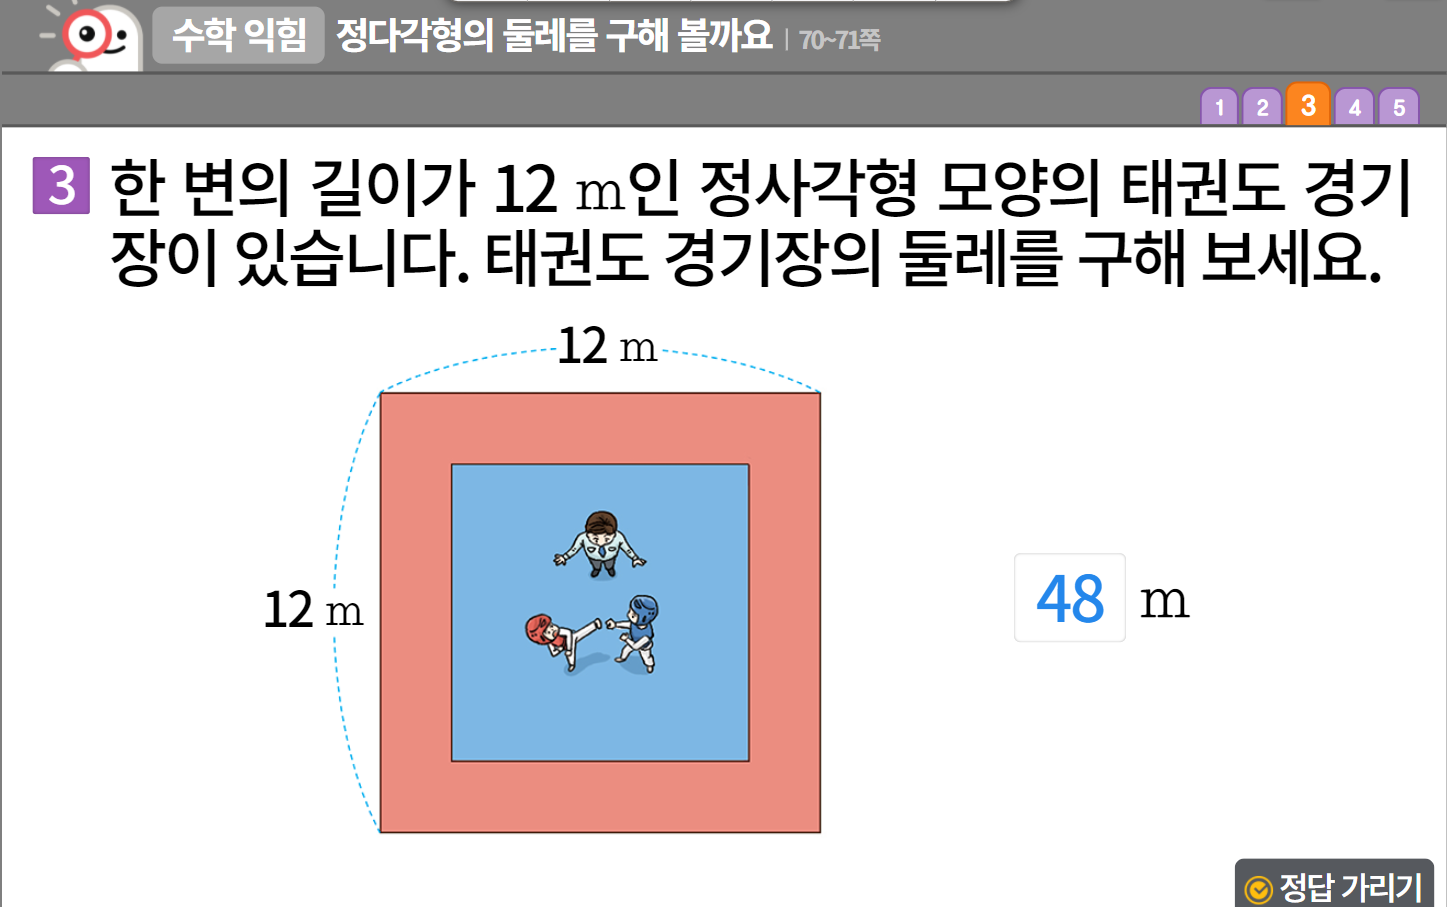 수학 익힘 정다각형의 둘레를 구해 볼까요 | 70~71쪽
1 2 3 4 5
3 한 변의 길이가 12 m인 정사각형 모양의 태권도 경기
장이 있습니다. 태권도 경기장의 둘레를 구해 보세요.
12 m
12 m
48 m
정답 가리기